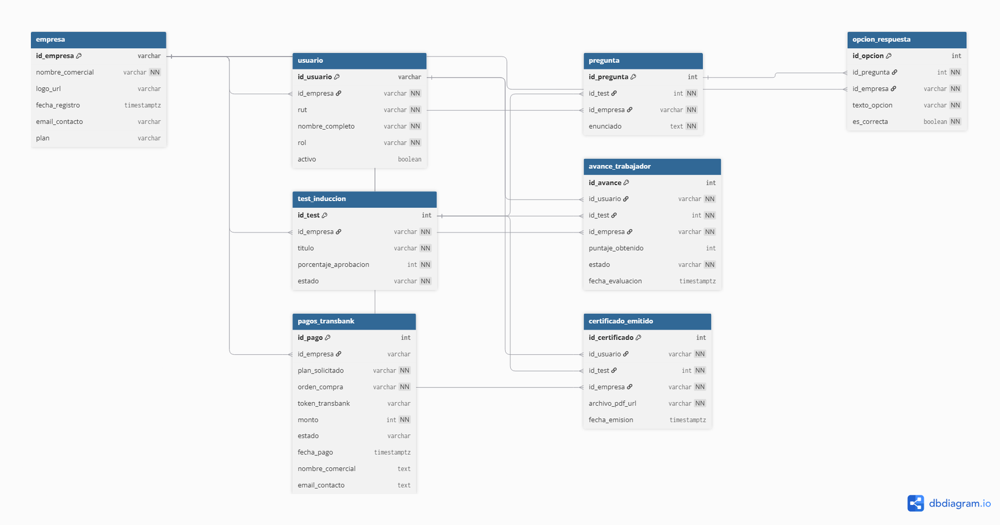 empresa
id_empresa varchar
nombre_comercial varchar NN
logo_url varchar
fecha_registro timestamptz
email_contacto varchar
plan varchar
usuario
id_usuario varchar
id_empresa varchar NN
rut varchar NN
nombre_completo varchar NN
rol varchar NN
activo boolean
test_induccion
id_test int
id_empresa varchar NN
titulo varchar NN
porcentaje_aprobacion int NN
estado varchar NN
pagos_transbank
id_pago int
id_empresa varchar
plan_solicitado varchar NN
orden_compra varchar NN
token_transbank varchar
monto int NN
estado varchar
fecha_pago timestamptz
nombre_comercial text
email_contacto text
pregunta
id_pregunta int
id_test int NN
id_empresa varchar NN
enunciado text NN
avance_trabajador
id_avance int
id_usuario varchar NN
id_test int NN
id_empresa varchar NN
puntaje_obtenido int
estado varchar NN
fecha_evaluacion timestamptz
certificado_emitido
id_certificado int
id_usuario varchar NN
id_test int NN
id_empresa varchar NN
archivo_pdf_url varchar NN
fecha_emision timestamptz
opcion_respuesta
id_opcion int
id_pregunta int NN
id_empresa varchar NN
texto_opcion varchar NN
es_correcta boolean NN
dbdiagram.io